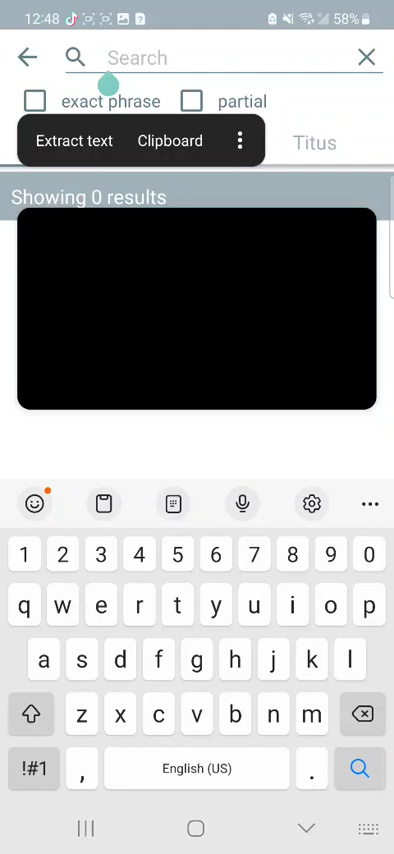 12:48 58%
Search
exact phrase partial
Extract text Clipboard
Titus
Showing 0 results
1 2 3 4 5 6 7 8 9 0
q w e r t y u i o p
a s d f g h j k l
z x c v b n m
!#1 , English (US) .